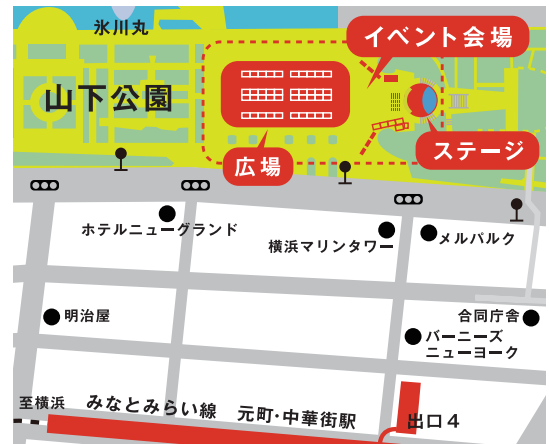 氷川丸
イベント会場
山下公園
広場
ステージ
ホテルニューグランド
横浜マリンタワー
メルパルク
明治屋
合同庁舎
バーニーズ
ニューヨーク
至横浜
みなとみらい線 元町・中華街駅
出口4